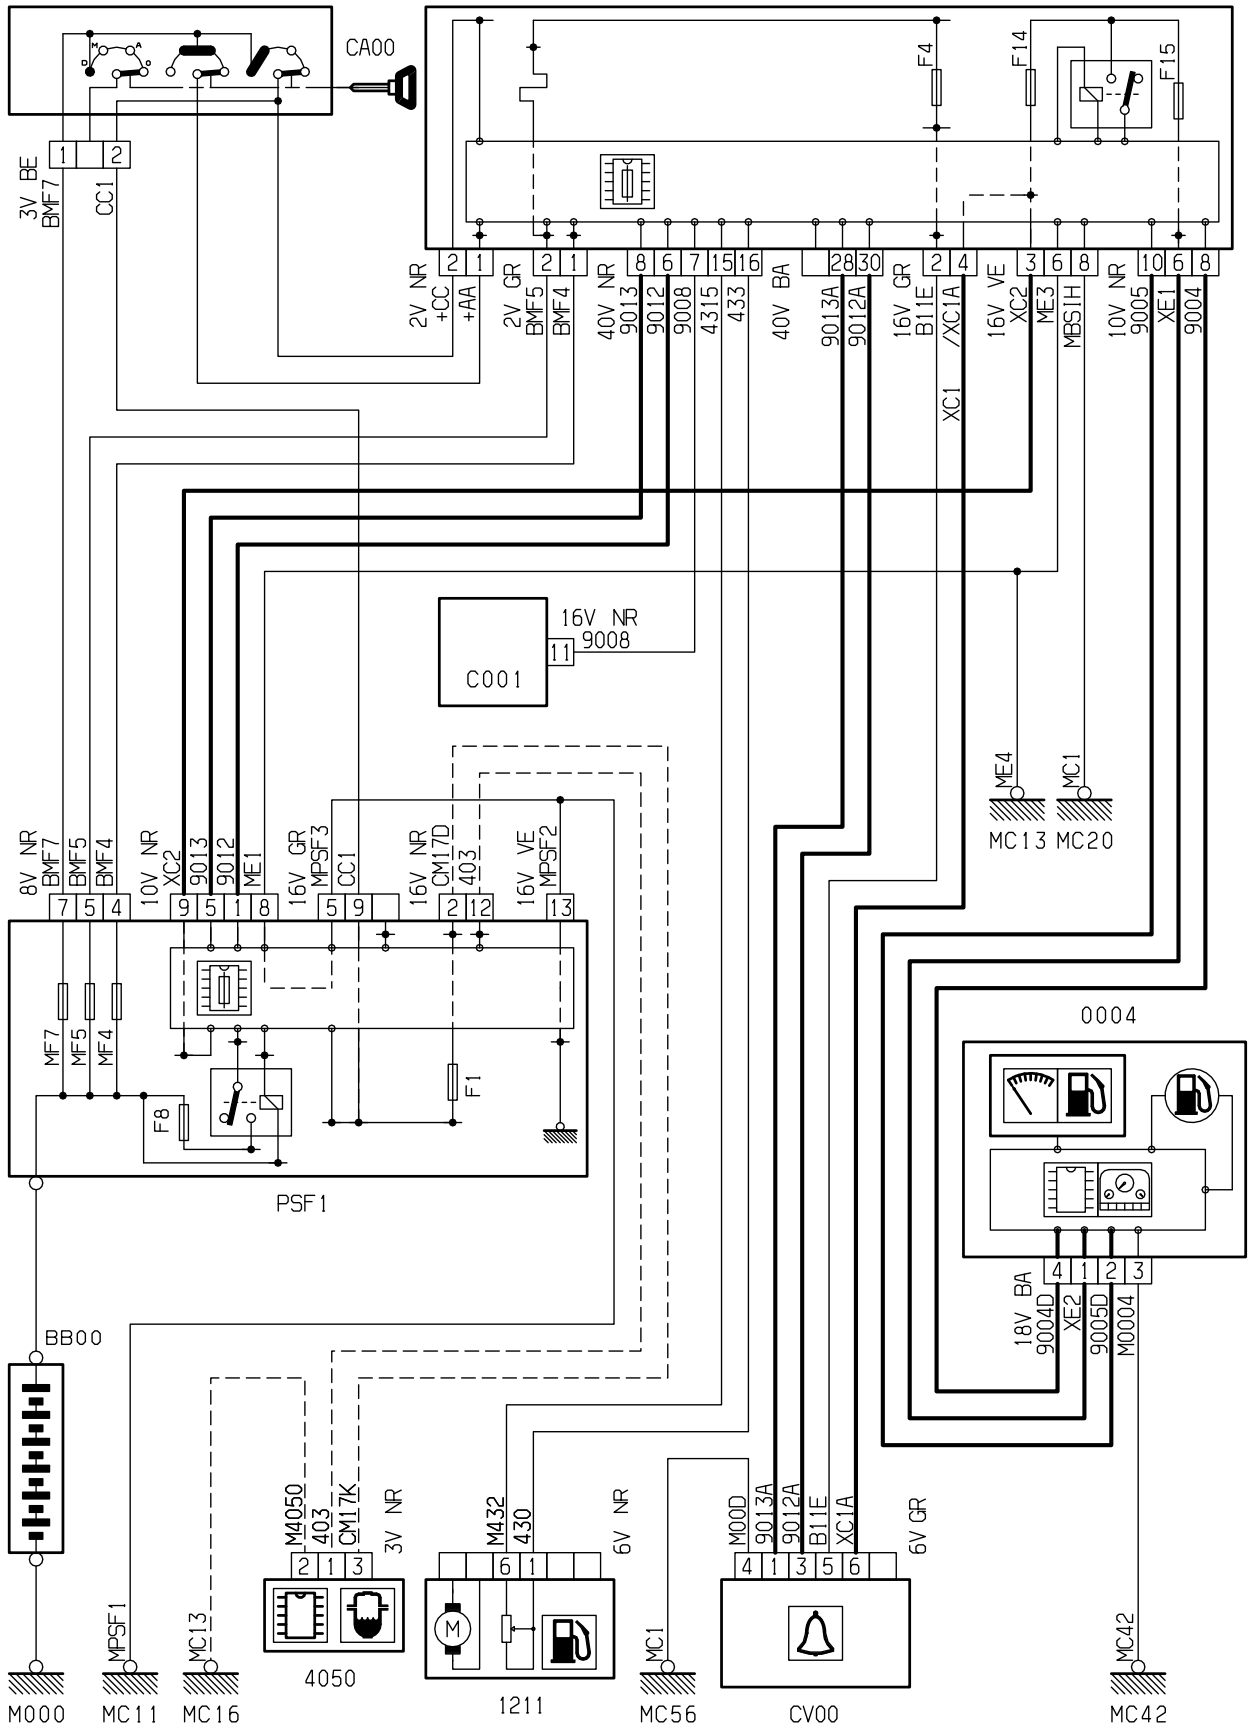 CA00
M
A
D
O
F4
F14
F15
1
2
3V BE
BMF7
CC1
2
1
2
1
8
6
7
15
16
28
30
2
4
3
6
8
10
6
8
2V NR
+CC
+AA
2V GR
BMF5
BMF4
40V NR
9013
9012
9008
4315
433
40V BA
9013A
9012A
16V GR
B11E
/XC1A
XC1
16V VE
XC2
ME3
MBSIH
10V NR
9005
XE1
9004
16V NR
9008
11
C001
ME4
MC1
MC13
MC20
8V NR
BMF7
BMF5
BMF4
10V NR
XC2
9013
9012
ME1
16V GR
MPSF3
CC1
16V NR
CM17D
403
16V VE
MPSF2
7
5
4
9
5
1
8
5
9
2
12
13
MF7
MF5
MF4
F8
F1
PSF1
0004
4
1
2
3
18V BA
9004D
XE2
9005D
M0004
BB00
M4050
403
CM17K
3V NR
M432
430
6V NR
M00D
9013A
9012A
B11E
XC1A
6V GR
2
1
3
6
1
4
1
3
5
6
M
MPSF1
MC13
MC1
MC42
M000
MC11
MC16
4050
1211
MC56
CV00
MC42